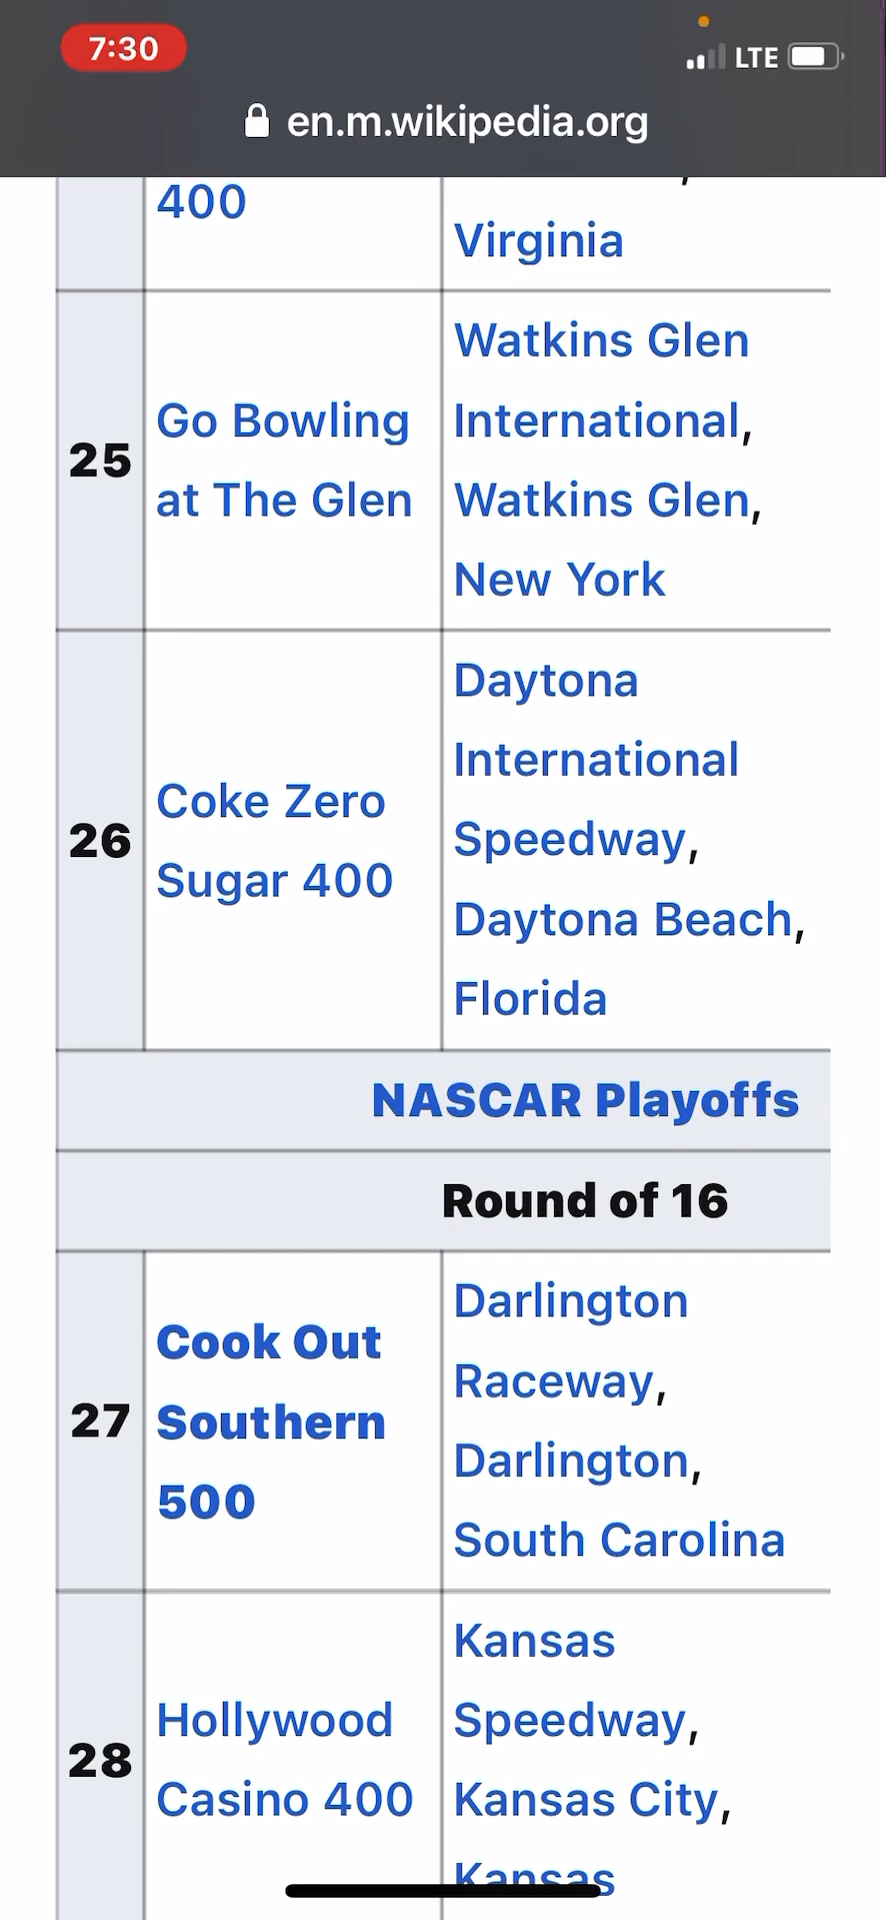 7:30
LTE
en.m.wikipedia.org
400
Virginia
25
Go Bowling
at The Glen
Watkins Glen
International,
Watkins Glen,
New York
26
Coke Zero
Sugar 400
Daytona
International
Speedway,
Daytona Beach,
Florida
NASCAR Playoffs
Round of 16
27
Cook Out
Southern
500
Darlington
Raceway,
Darlington,
South Carolina
28
Hollywood
Casino 400
Kansas
Speedway,
Kansas City,
Kansas